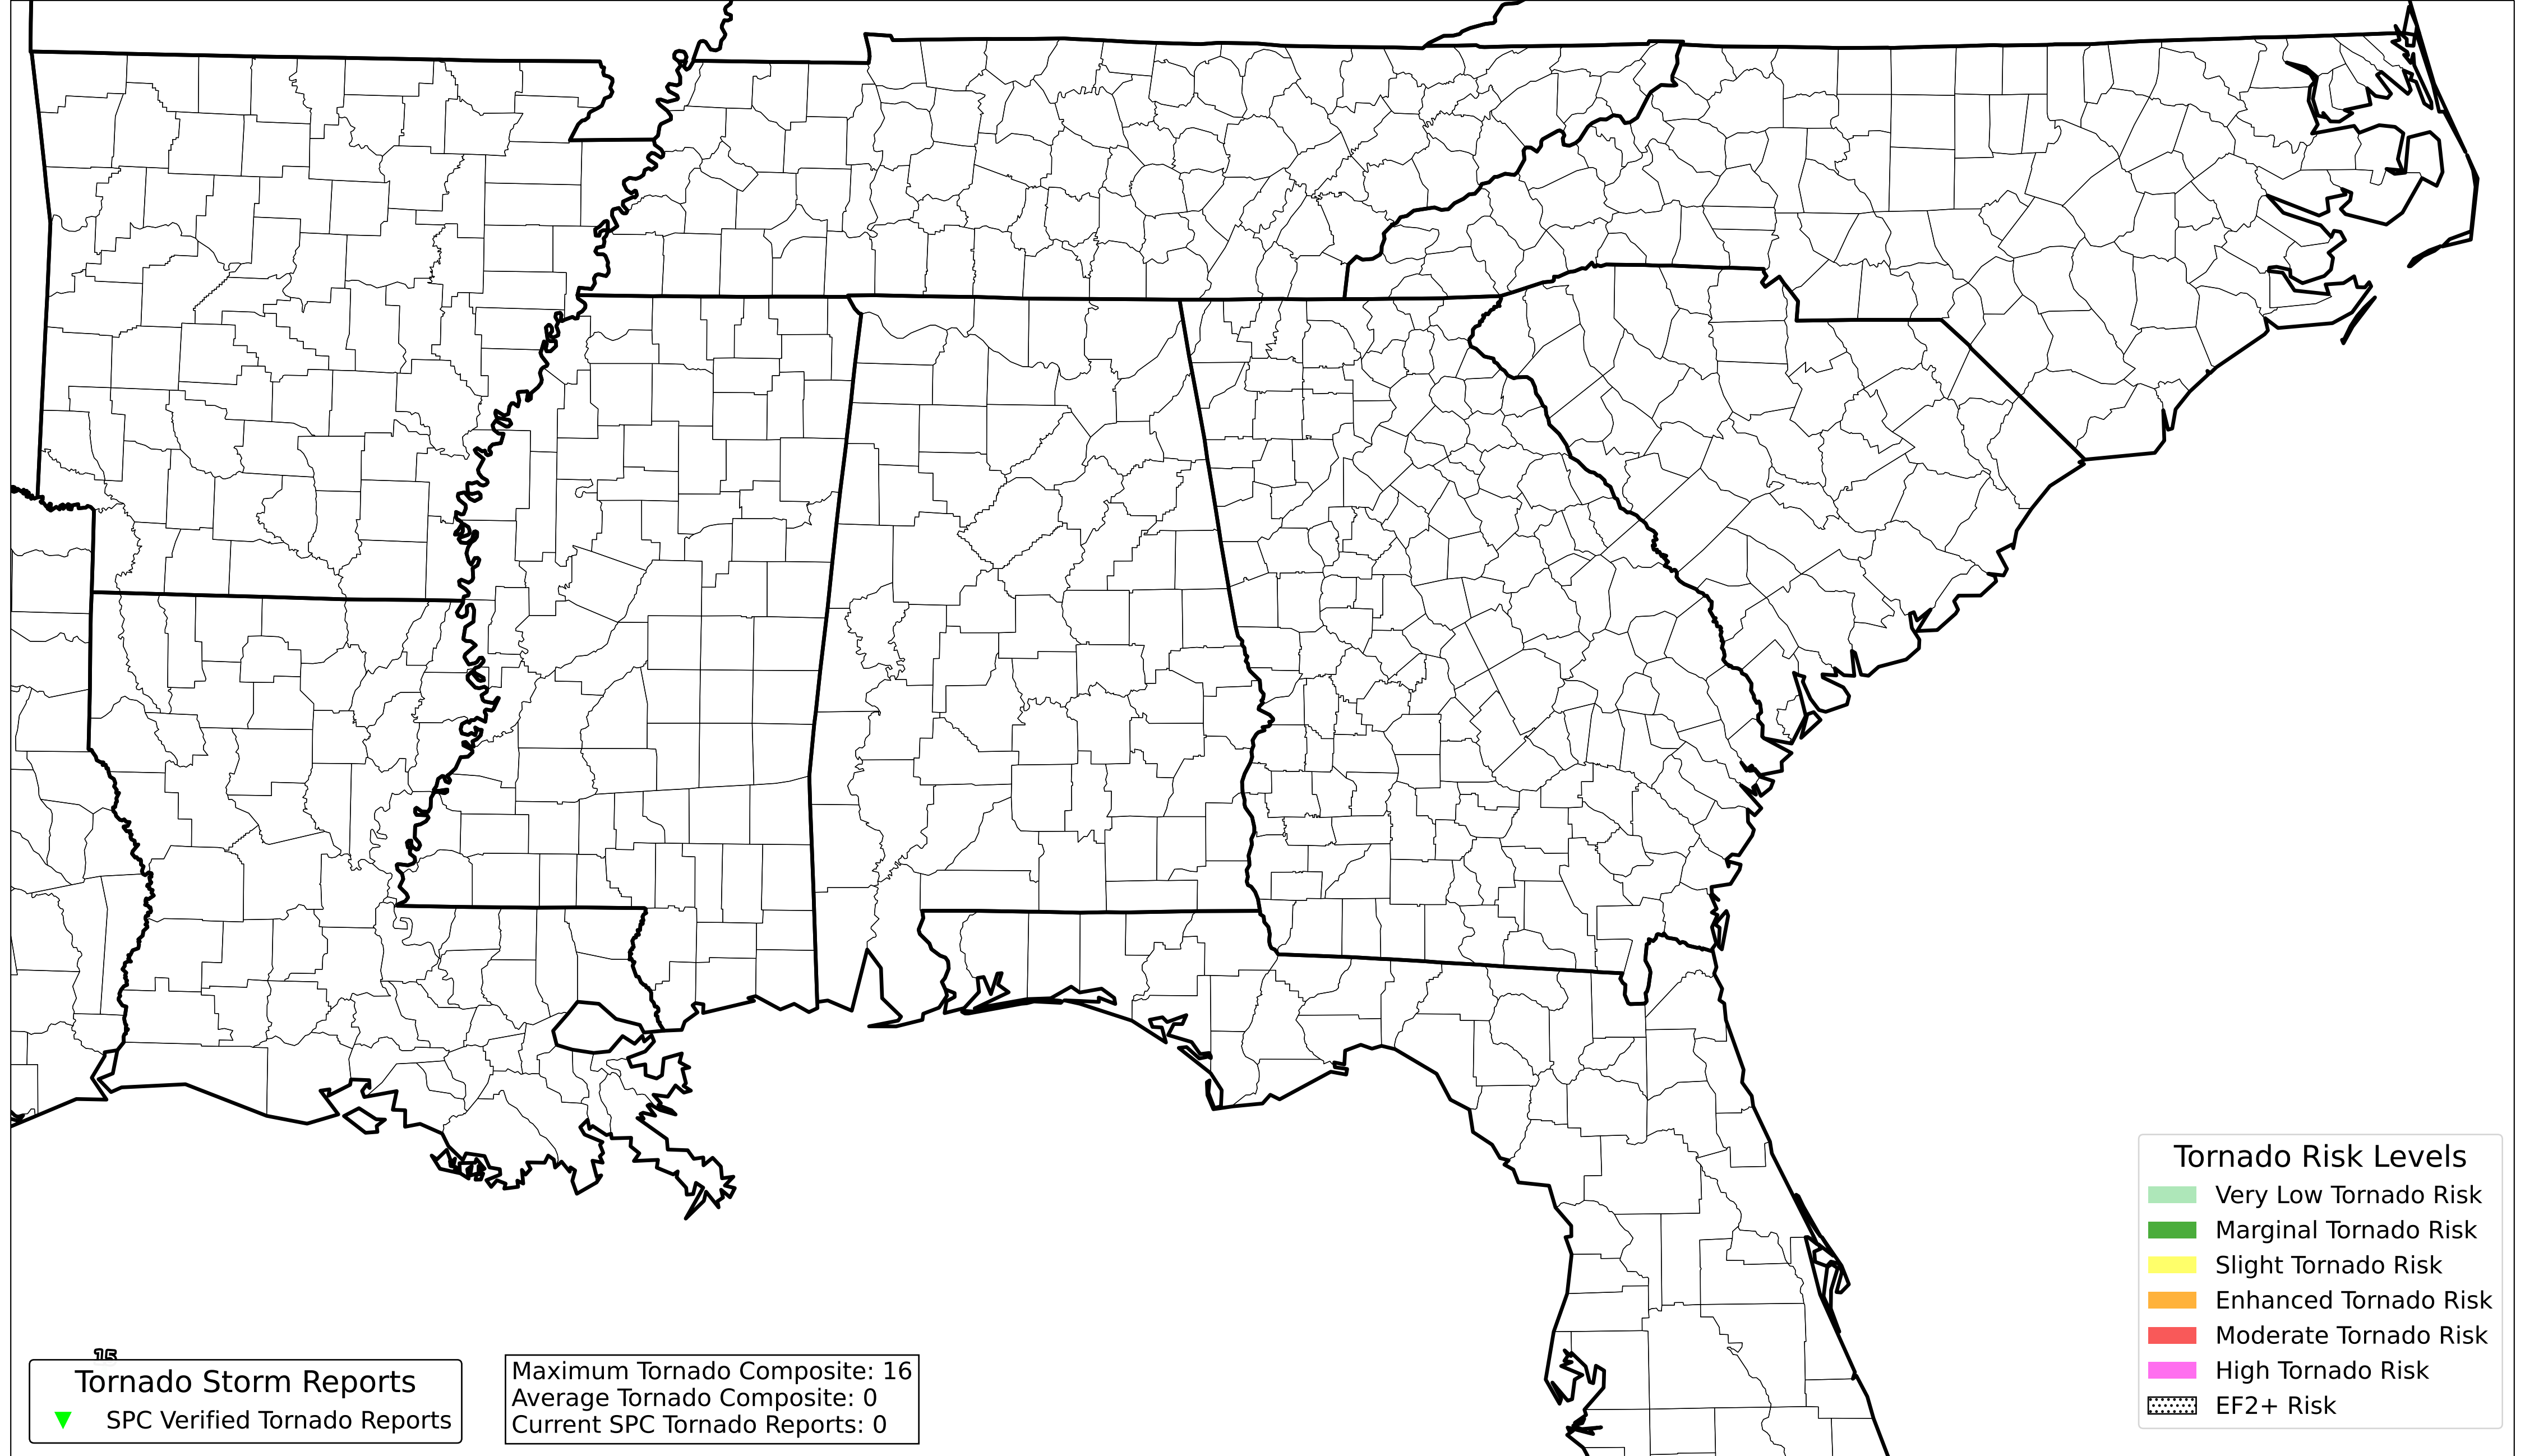 15
Tornado Storm Reports
SPC Verified Tornado Reports
Maximum Tornado Composite: 16
Average Tornado Composite: 0
Current SPC Tornado Reports: 0
Tornado Risk Levels
Very Low Tornado Risk
Marginal Tornado Risk
Slight Tornado Risk
Enhanced Tornado Risk
Moderate Tornado Risk
High Tornado Risk
EF2+ Risk